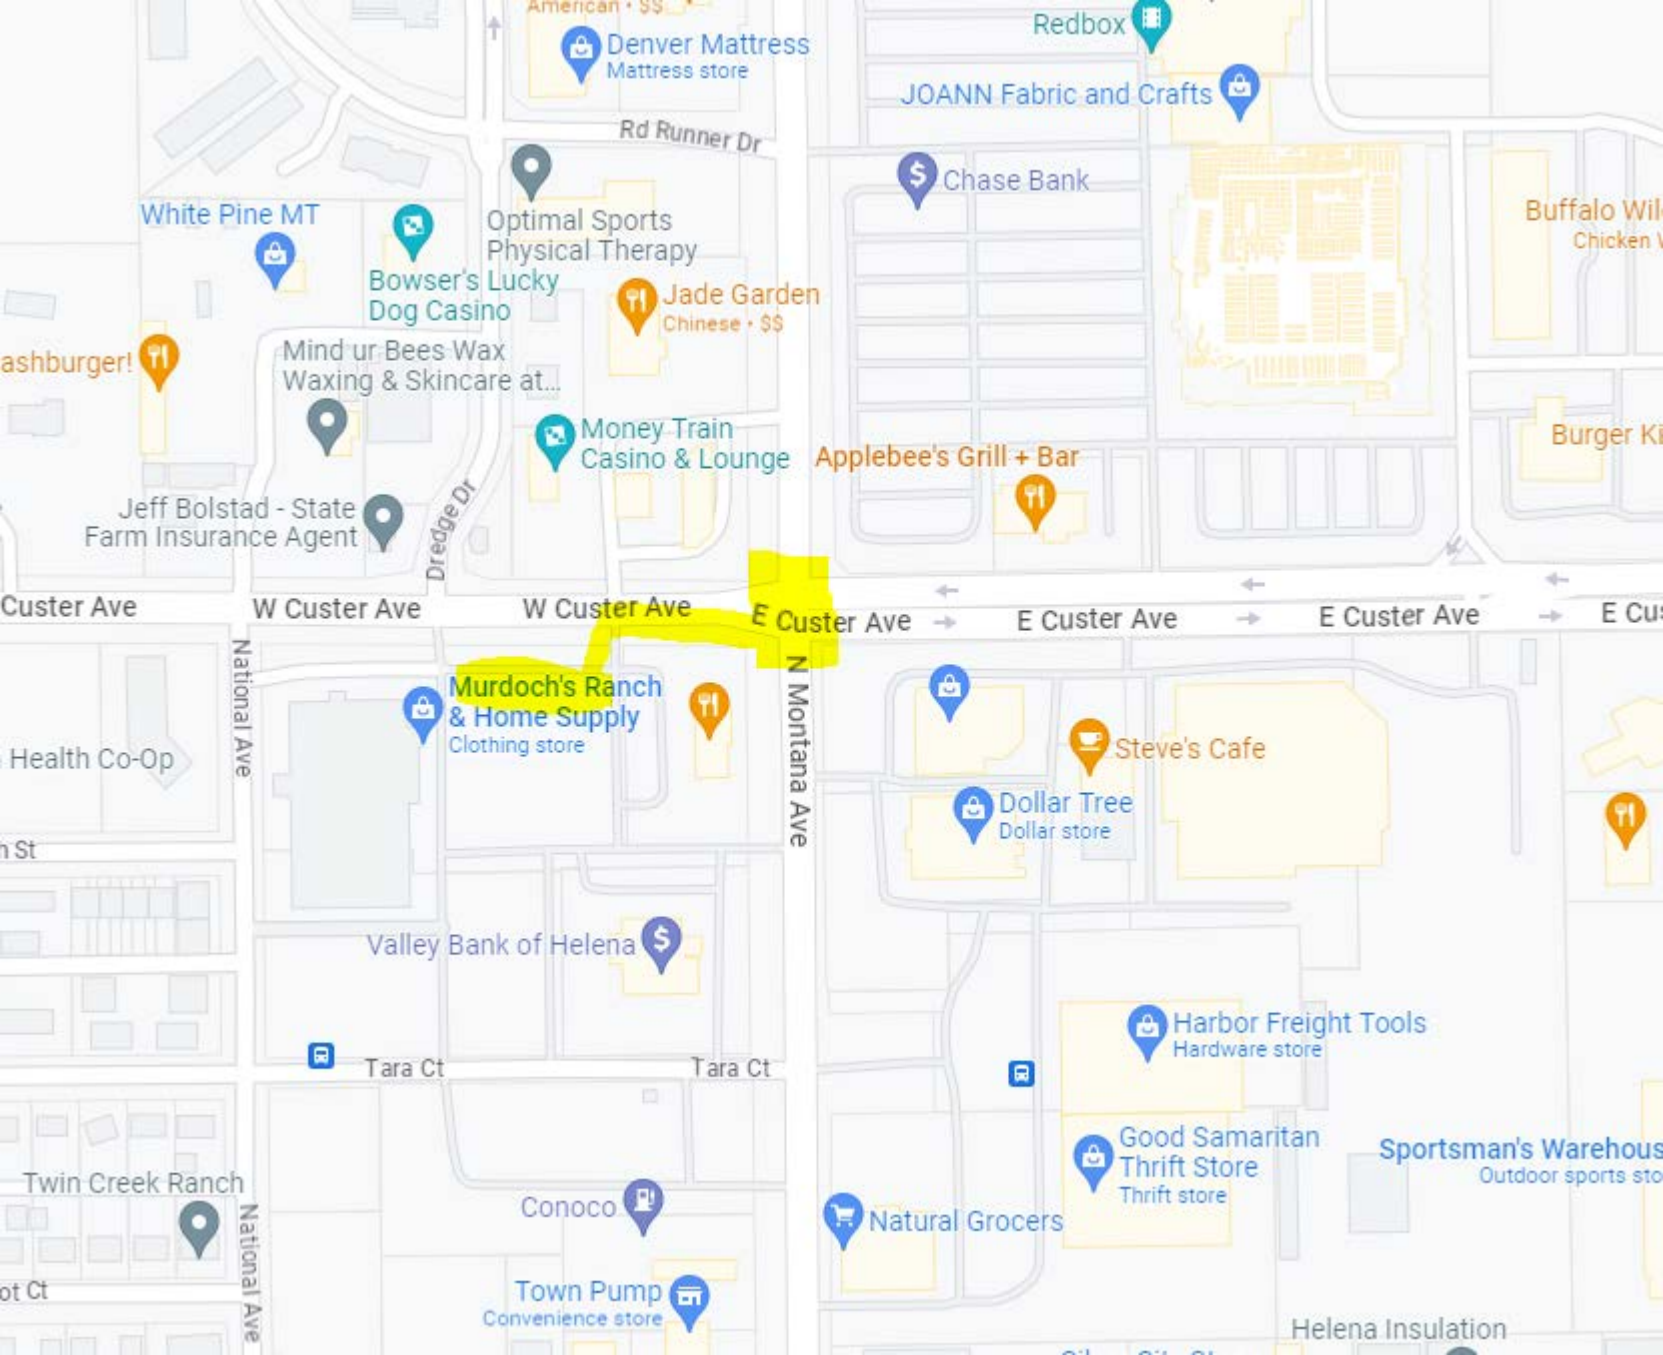 American • $$
Denver Mattress
Mattress store
Redbox
JOANN Fabric and Crafts
Rd Runner Dr
$ Chase Bank
White Pine MT
Optimal Sports
Physical Therapy
Buffalo Wil
Chicken W
Bowser's Lucky
Dog Casino
Jade Garden
Chinese • $$
ashburger!
Mind ur Bees Wax
Waxing & Skincare at...
Money Train
Casino & Lounge
Applebee's Grill + Bar
Burger Ki
Jeff Bolstad - State
Farm Insurance Agent
Dredge Dr
Custer Ave
W Custer Ave
W Custer Ave
E Custer Ave
E Custer Ave
E Custer Ave
E Cus
National Ave
Murdoch's Ranch
& Home Supply
Clothing store
N Montana Ave
Health Co-Op
Steve's Cafe
Dollar Tree
Dollar store
h St
Valley Bank of Helena $
Harbor Freight Tools
Hardware store
Tara Ct
Tara Ct
Good Samaritan
Thrift Store
Thrift store
Sportsman's Warehous
Outdoor sports sto
Twin Creek Ranch
Conoco
Natural Grocers
National Ave
ot Ct
Town Pump
Convenience store
Helena Insulation